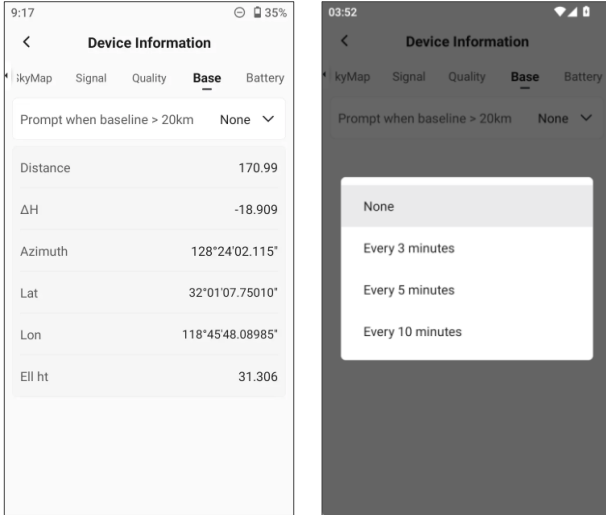 9:17 35%
Device Information
SkyMap Signal Quality Base Battery
Prompt when baseline > 20km None
Distance 170.99
ΔH -18.909
Azimuth 128°24'02.115"
Lat 32°01'07.75010"
Lon 118°45'48.08985"
Ell ht 31.306
03:52
Device Information
kyMap Signal Quality Base Battery
Prompt when baseline > 20km None
None
Every 3 minutes
Every 5 minutes
Every 10 minutes